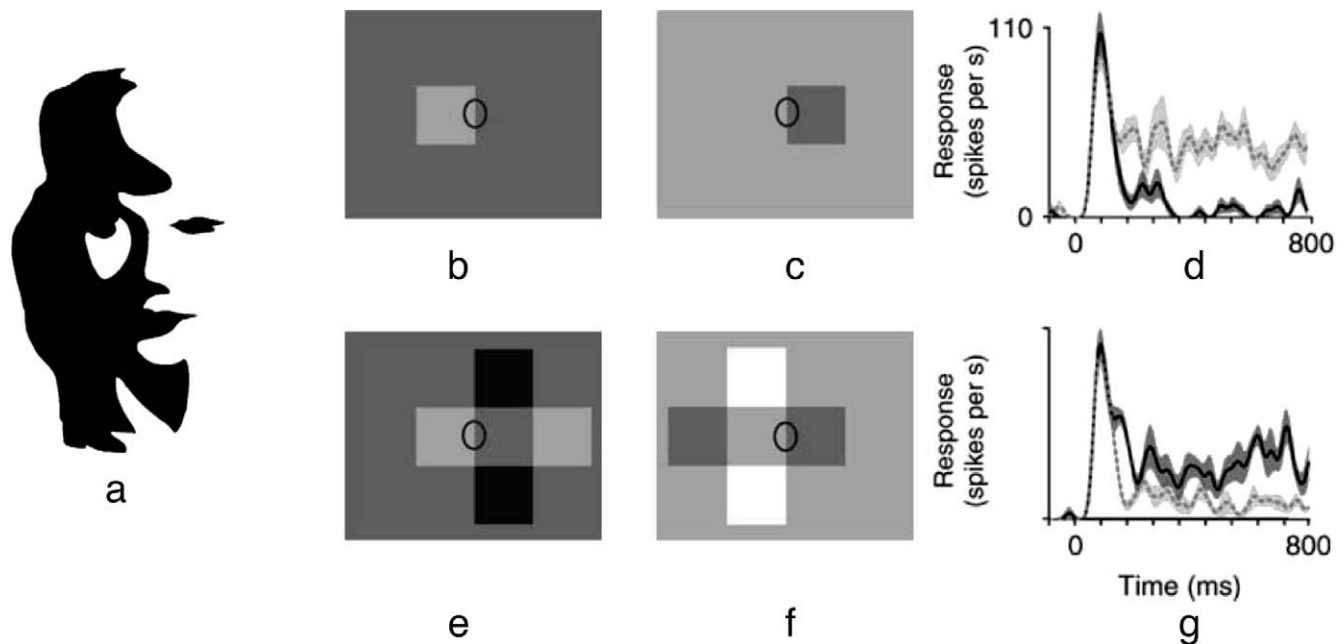 a
b
c
110
Response
(spikes per s)
0
0
800
d
e
f
Response
(spikes per s)
0
800
Time (ms)
g